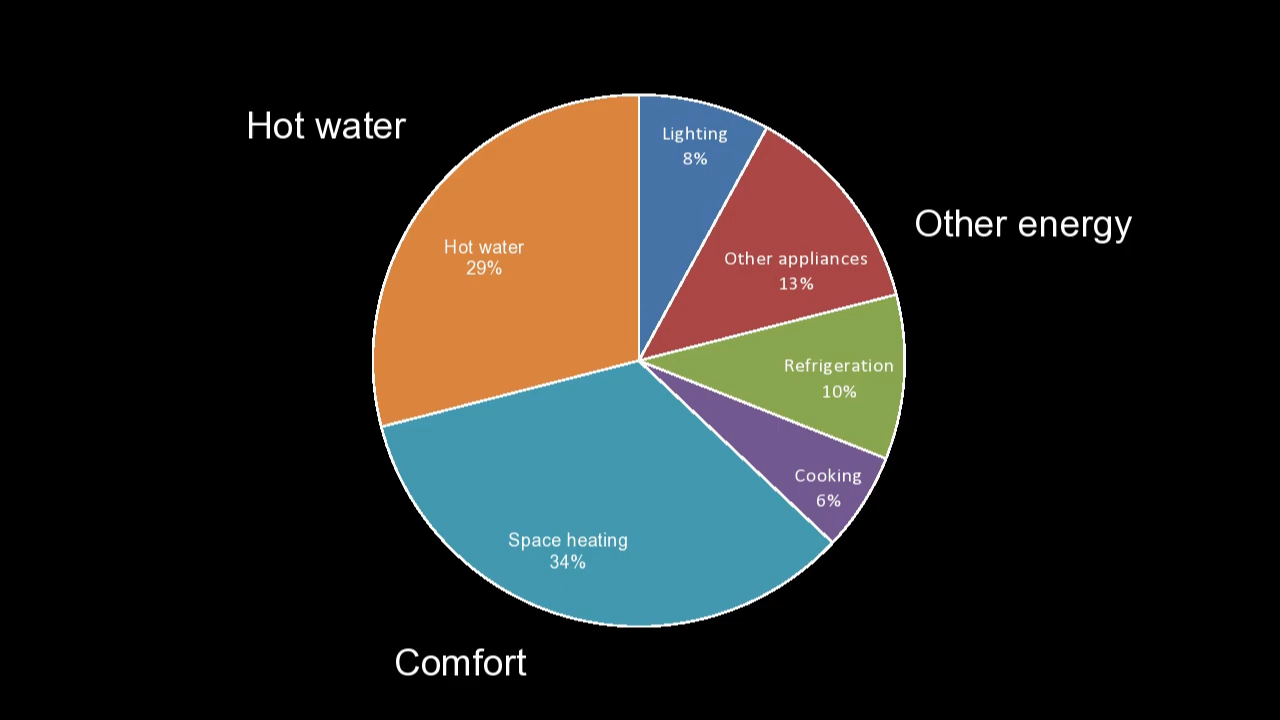 Hot water
Lighting
8%
Other energy
Hot water
29%
Other appliances
13%
Refrigeration
10%
Cooking
6%
Space heating
34%
Comfort